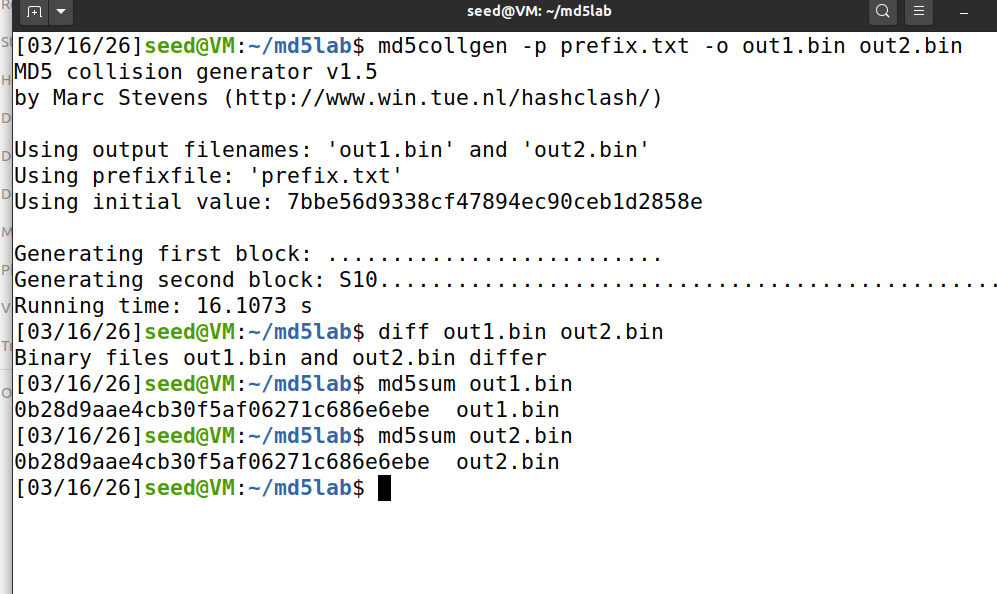 seed@VM: ~/md5lab
[03/16/26]seed@VM:~/md5lab$ md5collgen -p prefix.txt -o out1.bin out2.bin
MD5 collision generator v1.5
by Marc Stevens (http://www.win.tue.nl/hashclash/)
Using output filenames: 'out1.bin' and 'out2.bin'
Using prefixfile: 'prefix.txt'
Using initial value: 7bbe56d9338cf47894ec90ceb1d2858e
Generating first block: ..........................
Generating second block: S10................................................
Running time: 16.1073 s
[03/16/26]seed@VM:~/md5lab$ diff out1.bin out2.bin
Binary files out1.bin and out2.bin differ
[03/16/26]seed@VM:~/md5lab$ md5sum out1.bin
0b28d9aae4cb30f5af06271c686e6ebe  out1.bin
[03/16/26]seed@VM:~/md5lab$ md5sum out2.bin
0b28d9aae4cb30f5af06271c686e6ebe  out2.bin
[03/16/26]seed@VM:~/md5lab$